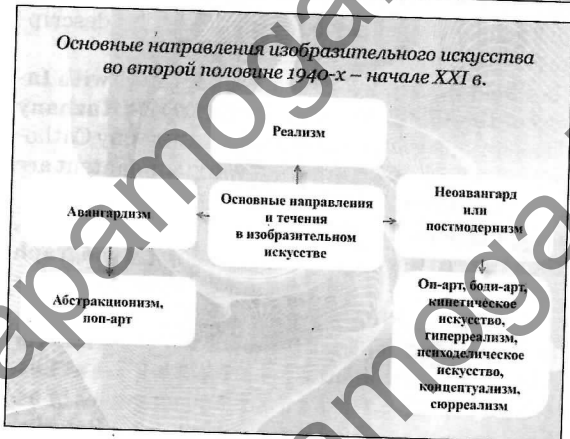 descrip
Основные направления изобразительного искусства
во второй половине 1940-х – начале XXI в.
Реализм
Авангардизм
Основные направления
и течения
в изобразительном
искусстве
Неоавангард
или
постмодернизм
Абстракционизм,
поп-арт
Оп-арт, боди-арт,
кинетическое
искусство,
гиперреализм,
психоделическое
искусство,
концептуализм,
сюрреализм